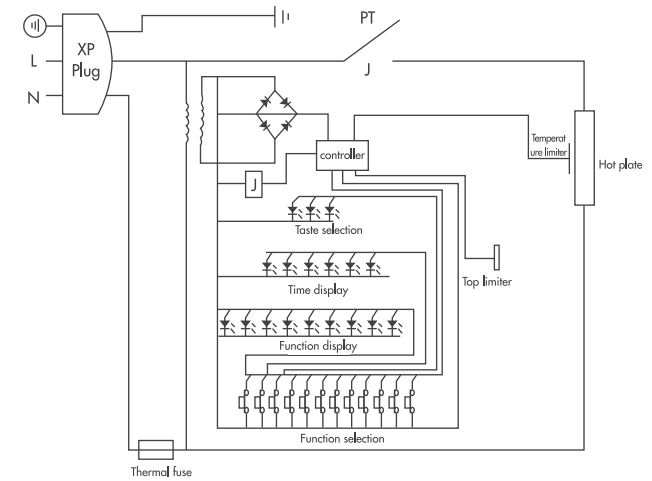 PT
XP
Plug
L
N
J
controller
Temperat
ure limiter
Hot plate
J
Taste selection
Top limiter
Time display
Function display
Function selection
Thermal fuse